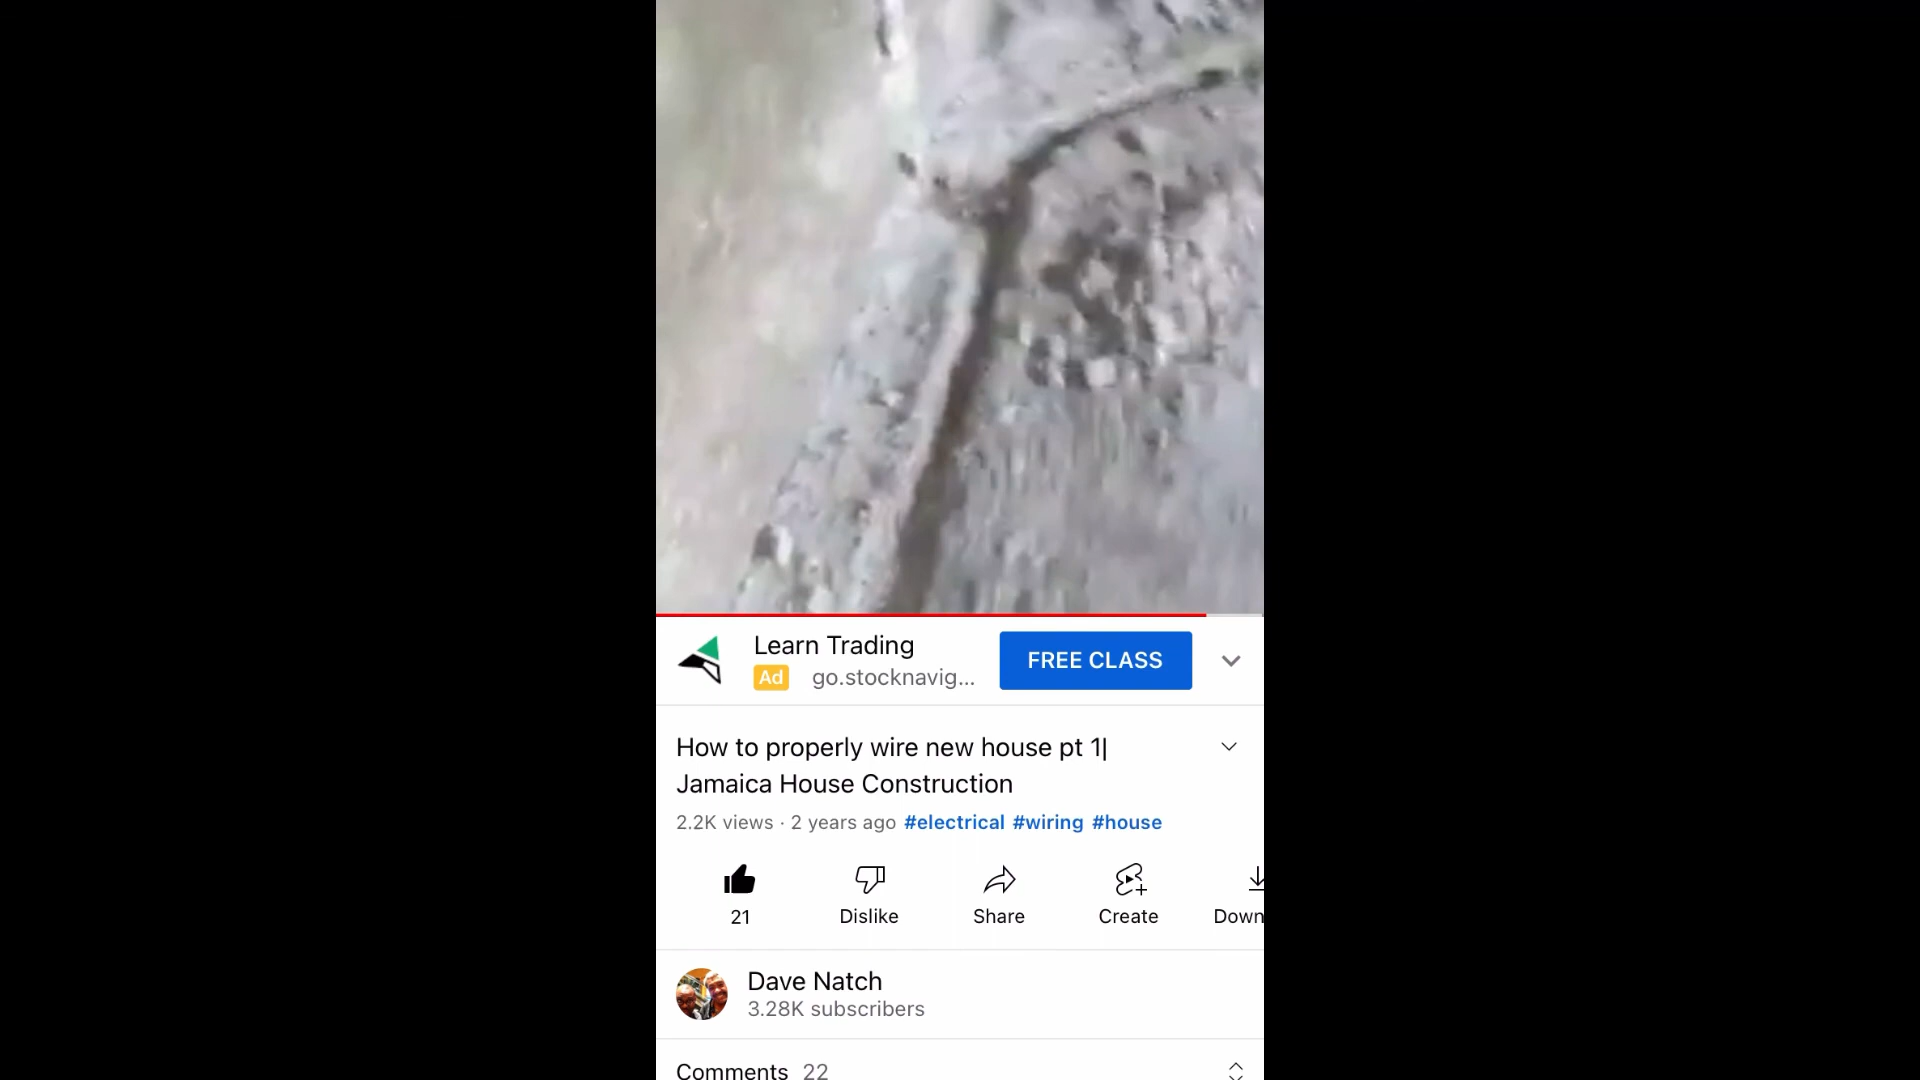 Learn Trading
Ad go.stocknavig...
FREE CLASS
How to properly wire new house pt 1|
Jamaica House Construction
2.2K views · 2 years ago #electrical #wiring #house
21 Dislike Share Create Down
Dave Natch
3.28K subscribers
Comments 22